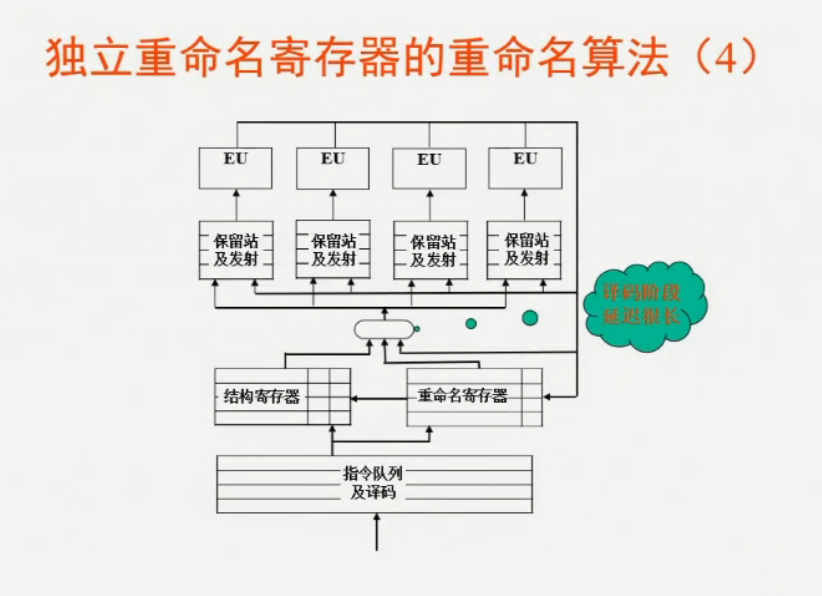 独立重命名寄存器的重命名算法（4）
EU
EU
EU
EU
保留站
及发射
保留站
及发射
保留站
及发射
保留站
及发射
译码阶段
延迟很长
结构寄存器
重命名寄存器
指令队列
及译码